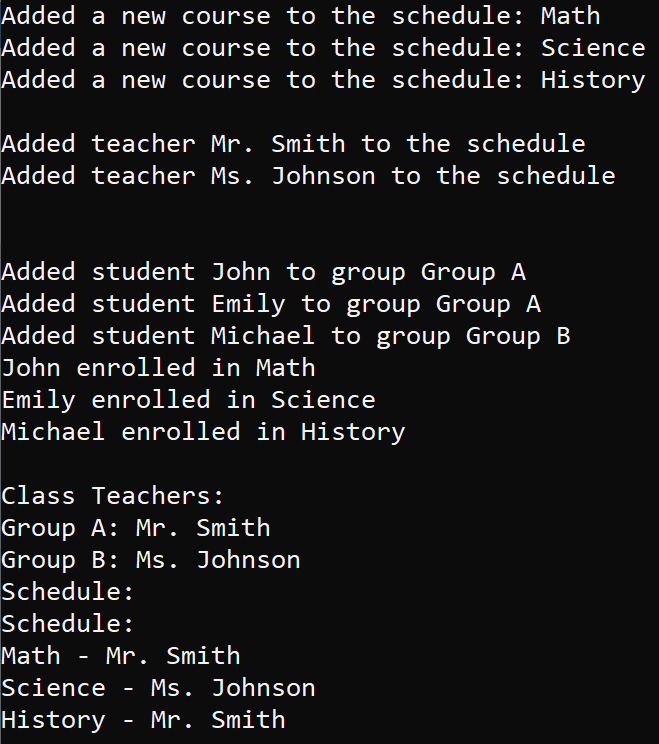 Added a new course to the schedule: Math
Added a new course to the schedule: Science
Added a new course to the schedule: History
Added teacher Mr. Smith to the schedule
Added teacher Ms. Johnson to the schedule
Added student John to group Group A
Added student Emily to group Group A
Added student Michael to group Group B
John enrolled in Math
Emily enrolled in Science
Michael enrolled in History
Class Teachers:
Group A: Mr. Smith
Group B: Ms. Johnson
Schedule:
Schedule:
Math - Mr. Smith
Science - Ms. Johnson
History - Mr. Smith